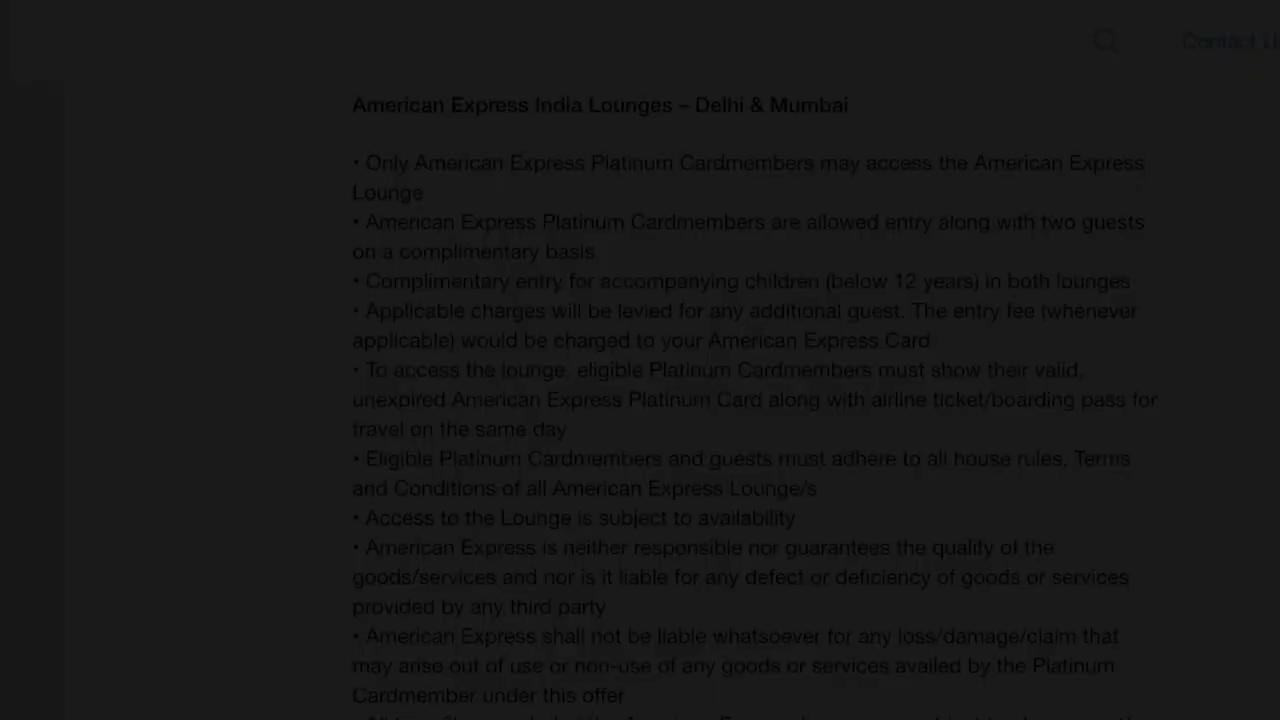 Contact U
American Express India Lounges – Delhi & Mumbai
• Only American Express Platinum Cardmembers may access the American Express
Lounge
• American Express Platinum Cardmembers are allowed entry along with two guests
on a complimentary basis
• Complimentary entry for accompanying children (below 12 years) in both lounges
• Applicable charges will be levied for any additional guest. The entry fee (whenever
applicable) would be charged to your American Express Card
• To access the lounge, eligible Platinum Cardmembers must show their valid,
unexpired American Express Platinum Card along with airline ticket/boarding pass for
travel on the same day
• Eligible Platinum Cardmembers and guests must adhere to all house rules, Terms
and Conditions of all American Express Lounge/s
• Access to the Lounge is subject to availability
• American Express is neither responsible nor guarantees the quality of the
goods/services and nor is it liable for any defect or deficiency of goods or services
provided by any third party
• American Express shall not be liable whatsoever for any loss/damage/claim that
may arise out of use or non-use of any goods or services availed by the Platinum
Cardmember under this offer